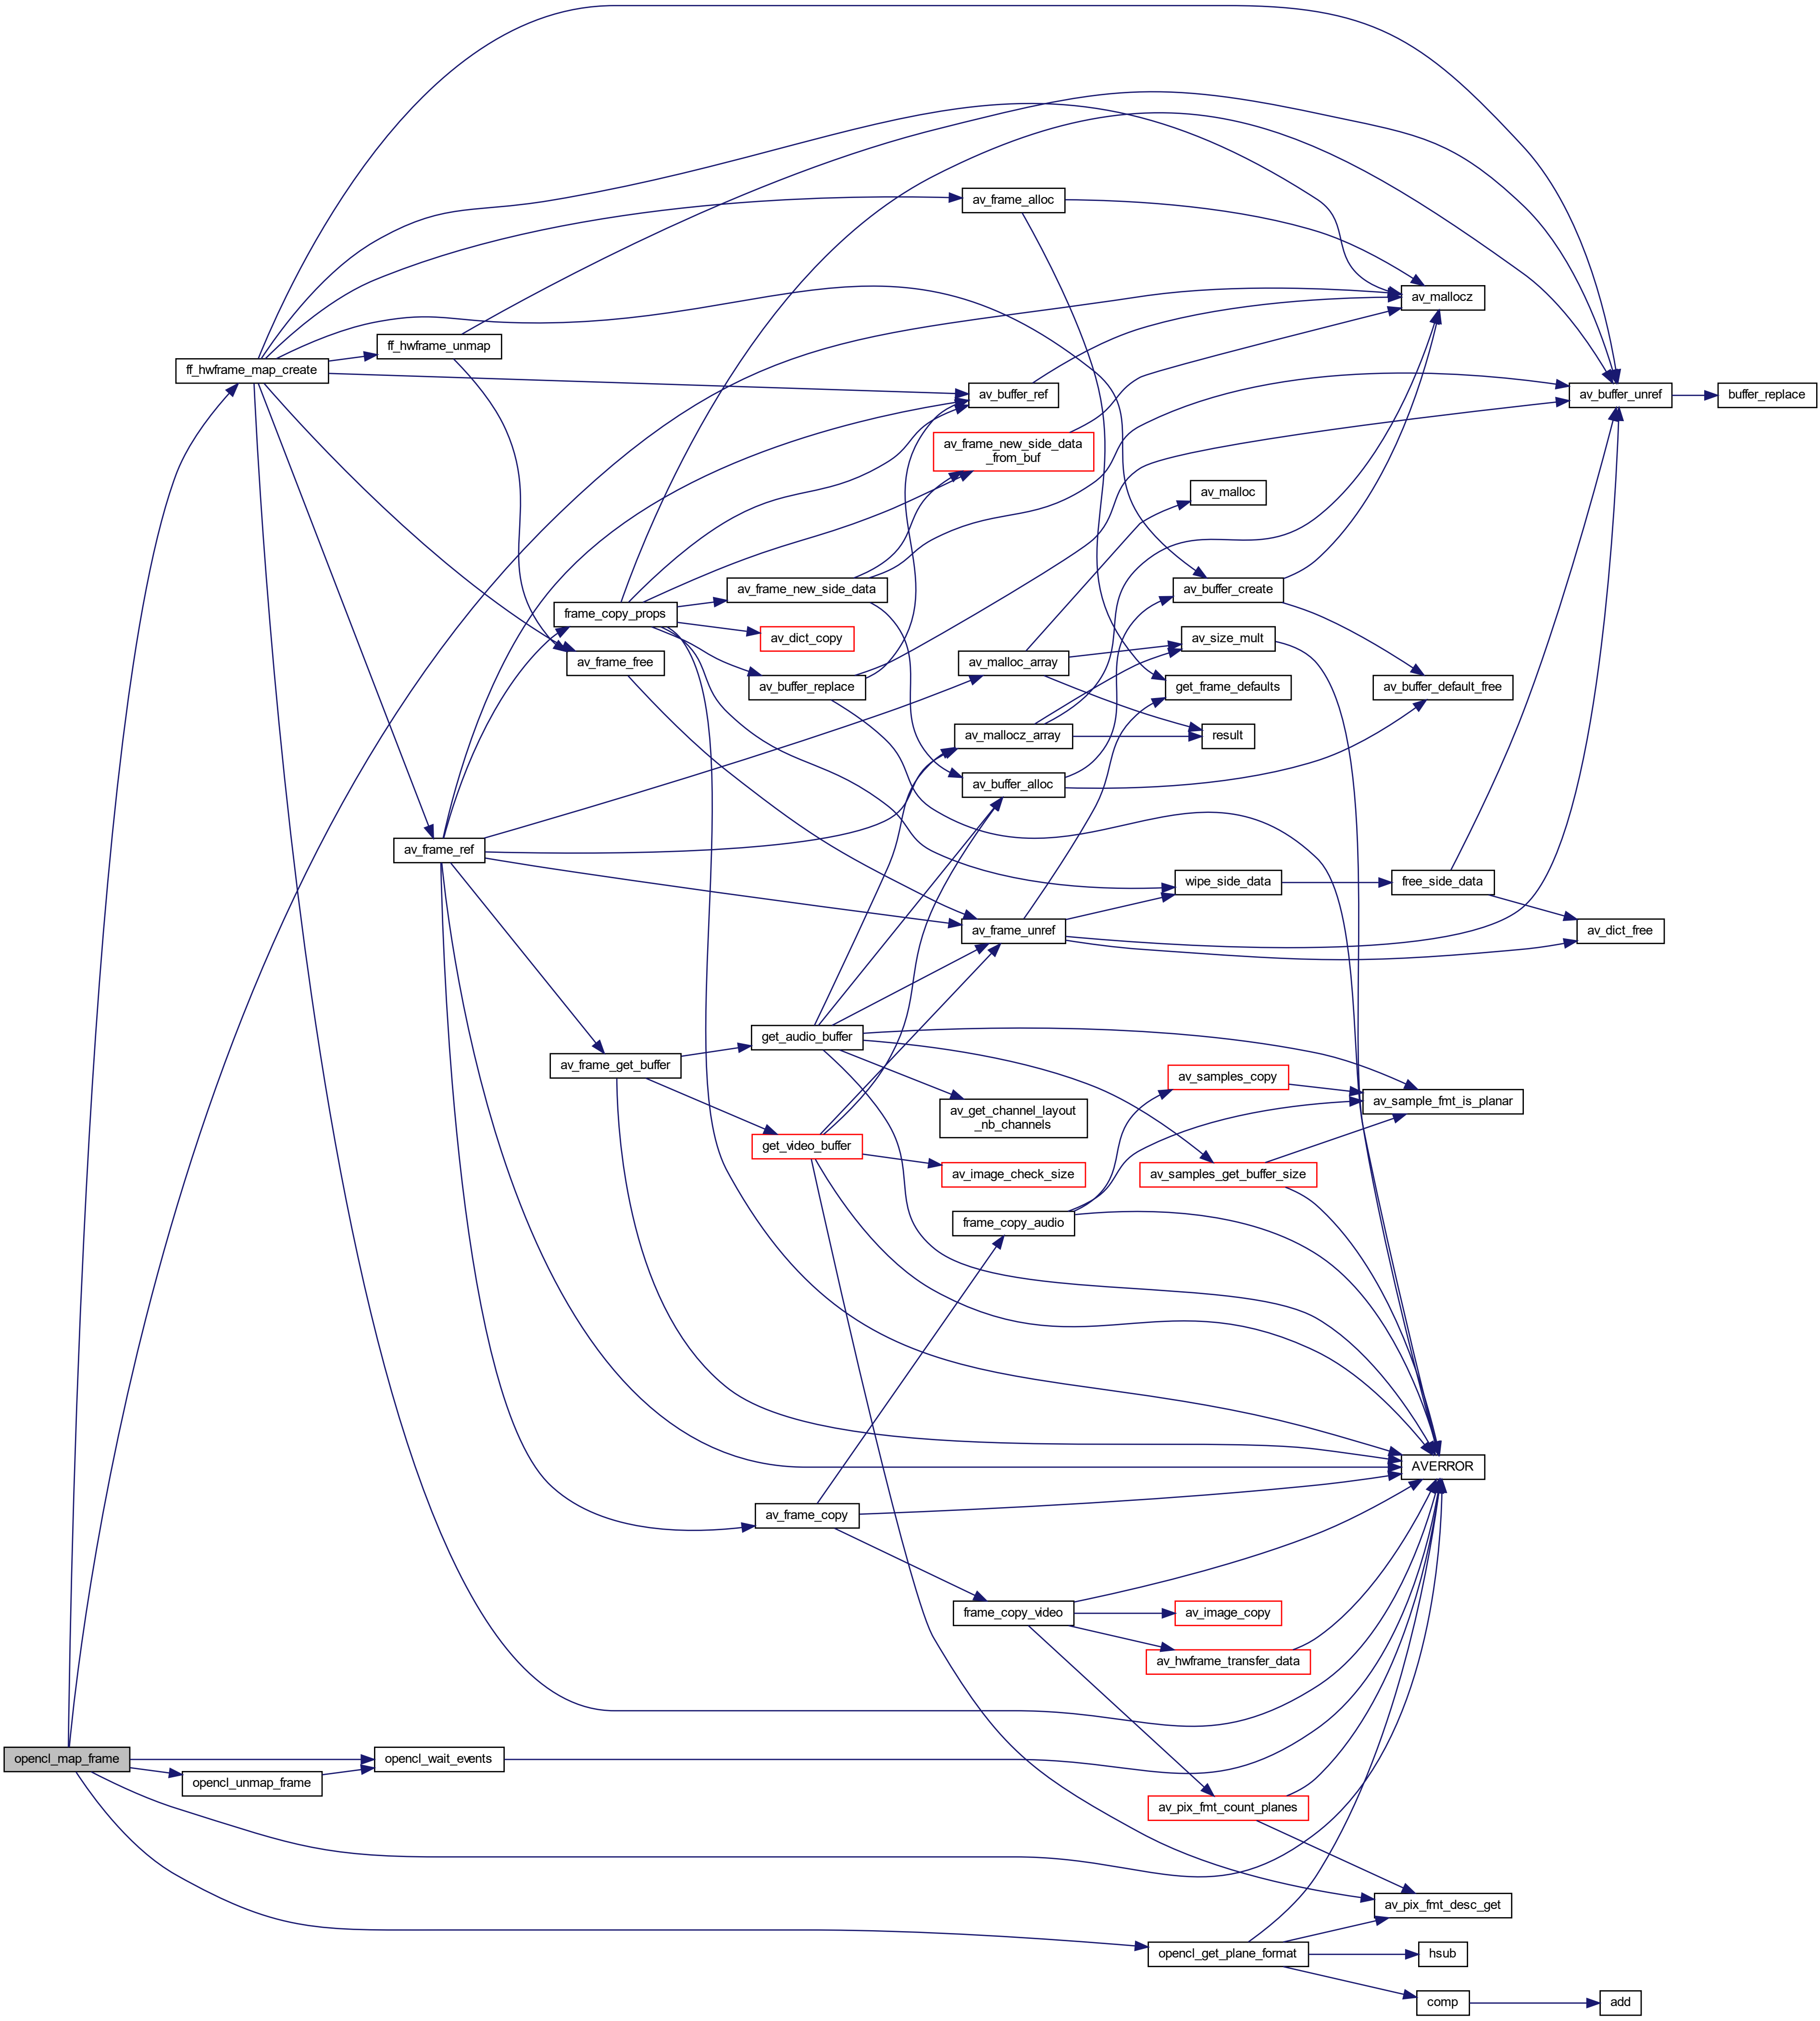 av_frame_alloc
av_mallocz
ff_hwframe_unmap
ff_hwframe_map_create
av_buffer_ref
av_buffer_unref
buffer_replace
av_frame_new_side_data
_from_buf
av_malloc
av_frame_new_side_data
av_buffer_create
frame_copy_props
av_dict_copy
av_size_mult
av_frame_free
av_malloc_array
av_buffer_replace
get_frame_defaults
av_buffer_default_free
av_mallocz_array
result
av_buffer_alloc
av_frame_ref
wipe_side_data
free_side_data
av_frame_unref
av_dict_free
get_audio_buffer
av_frame_get_buffer
av_samples_copy
av_sample_fmt_is_planar
av_get_channel_layout
_nb_channels
get_video_buffer
av_image_check_size
av_samples_get_buffer_size
frame_copy_audio
AVERROR
av_frame_copy
frame_copy_video
av_image_copy
av_hwframe_transfer_data
opencl_map_frame
opencl_wait_events
opencl_unmap_frame
av_pix_fmt_count_planes
av_pix_fmt_desc_get
opencl_get_plane_format
hsub
comp
add